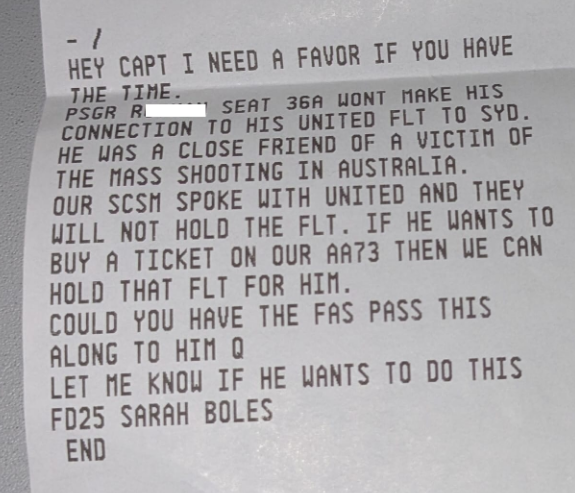 - /
HEY CAPT I NEED A FAVOR IF YOU HAVE
THE TIME.
PSGR R SEAT 36A WONT MAKE HIS
CONNECTION TO HIS UNITED FLT TO SYD.
HE WAS A CLOSE FRIEND OF A VICTIM OF
THE MASS SHOOTING IN AUSTRALIA.
OUR SCSM SPOKE WITH UNITED AND THEY
WILL NOT HOLD THE FLT. IF HE WANTS TO
BUY A TICKET ON OUR AA73 THEN WE CAN
HOLD THAT FLT FOR HIM.
COULD YOU HAVE THE FAS PASS THIS
ALONG TO HIM Q
LET ME KNOW IF HE WANTS TO DO THIS
FD25 SARAH BOLES
END